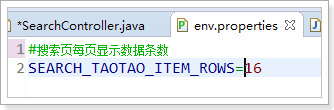 *SearchController.java env.properties
1 #搜索页每页显示数据条数
2 SEARCH_TAOTAO_ITEM_ROWS=16